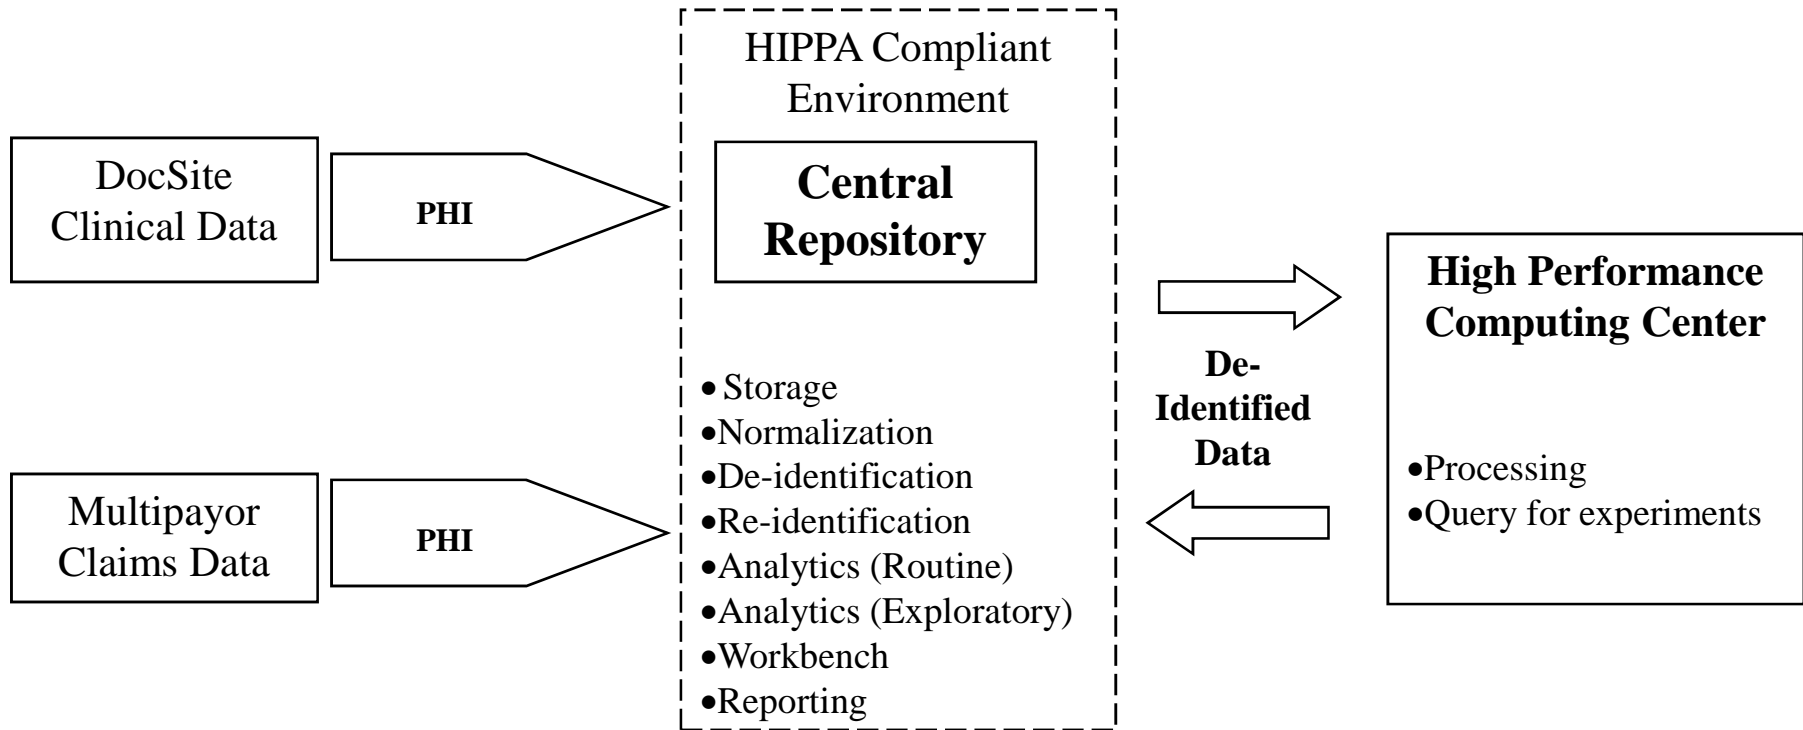 DocSite
Clinical Data
PHI
Multipayor
Claims Data
PHI
HIPPA Compliant
Environment
Central
Repository
•Storage
•Normalization
•De-identification
•Re-identification
•Analytics (Routine)
•Analytics (Exploratory)
•Workbench
•Reporting
De-
Identified
Data
High Performance
Computing Center
•Processing
•Query for experiments